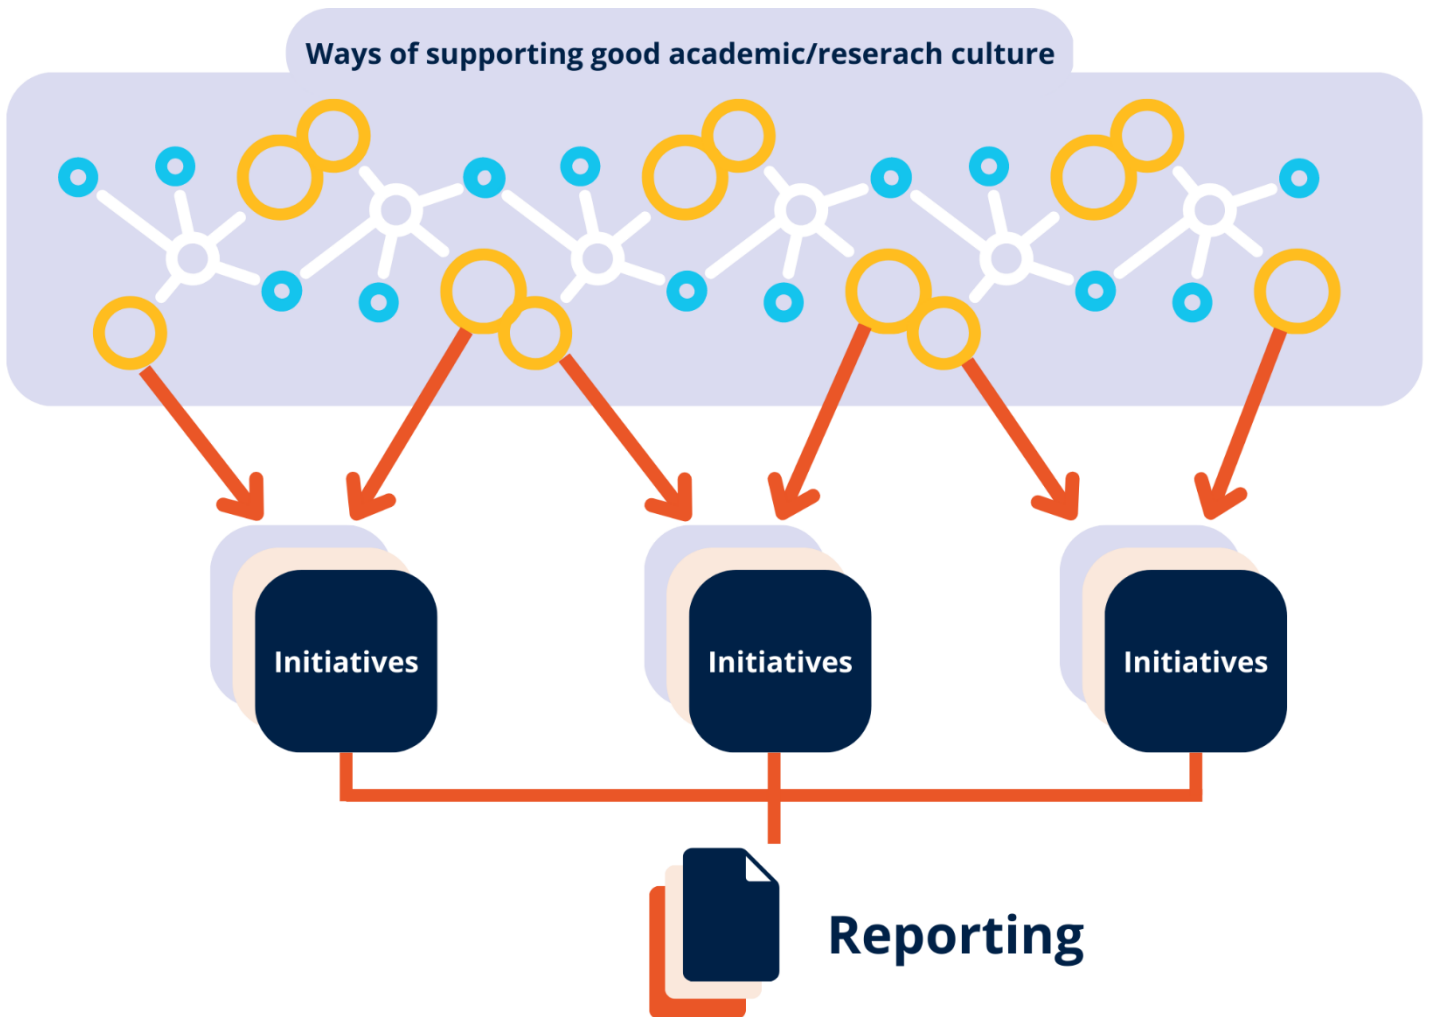 Ways of supporting good academic/reserach culture
Initiatives
Initiatives
Initiatives
Reporting